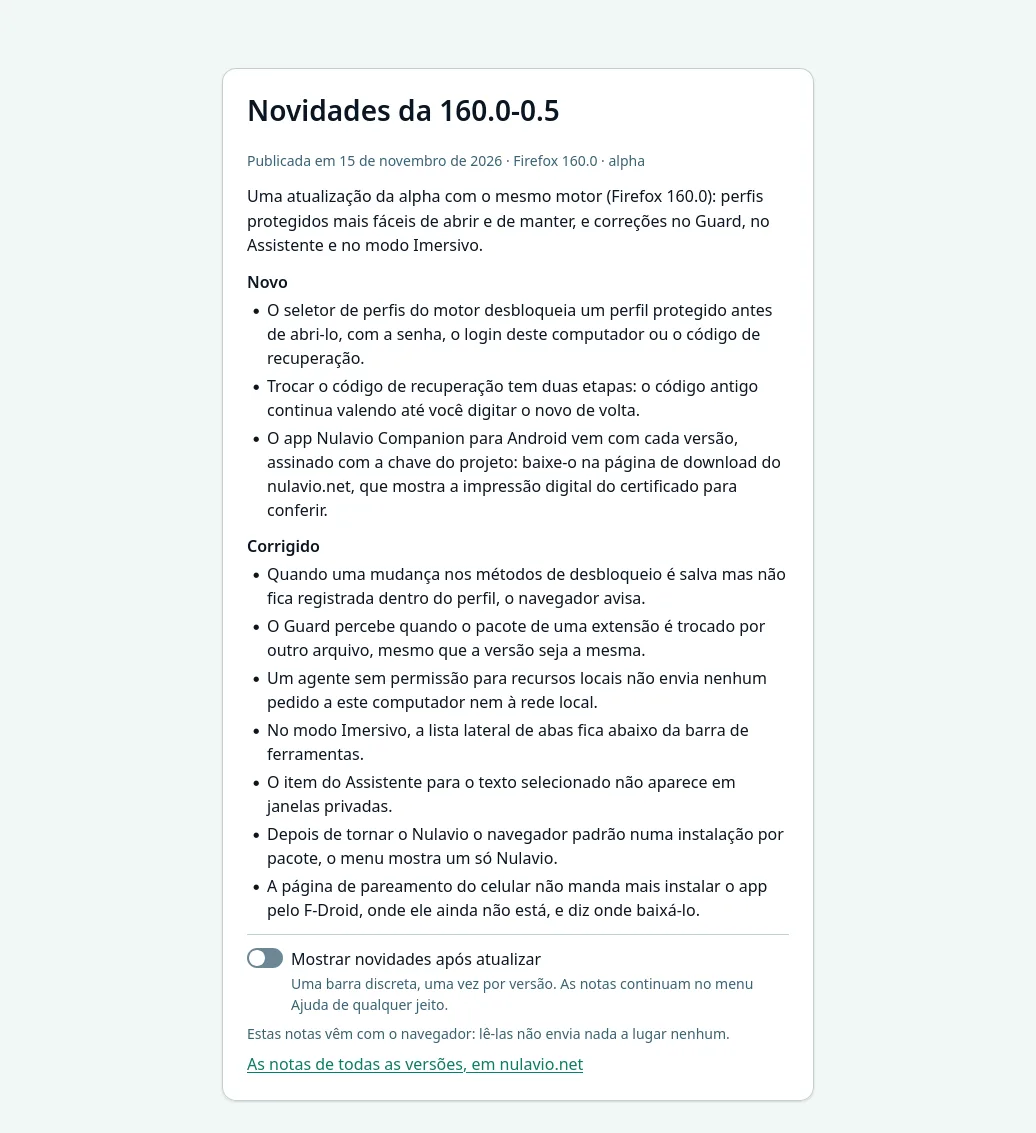 Novidades da 160.0-0.5
Publicada em 15 de novembro de 2026 · Firefox 160.0 · alpha
Uma atualização da alpha com o mesmo motor (Firefox 160.0): perfis
protegidos mais fáceis de abrir e de manter, e correções no Guard, no
Assistente e no modo Imersivo.
Novo
• O seletor de perfis do motor desbloqueia um perfil protegido antes
de abri-lo, com a senha, o login deste computador ou o código de
recuperação.
• Trocar o código de recuperação tem duas etapas: o código antigo
continua valendo até você digitar o novo de volta.
• O app Nulavio Companion para Android vem com cada versão,
assinado com a chave do projeto: baixe-o na página de download do
nulavio.net, que mostra a impressão digital do certificado para
conferir.
Corrigido
• Quando uma mudança nos métodos de desbloqueio é salva mas não
fica registrada dentro do perfil, o navegador avisa.
• O Guard percebe quando o pacote de uma extensão é trocado por
outro arquivo, mesmo que a versão seja a mesma.
• Um agente sem permissão para recursos locais não envia nenhum
pedido a este computador nem à rede local.
• No modo Imersivo, a lista lateral de abas fica abaixo da barra de
ferramentas.
• O item do Assistente para o texto selecionado não aparece em
janelas privadas.
• Depois de tornar o Nulavio o navegador padrão numa instalação por
pacote, o menu mostra um só Nulavio.
• A página de pareamento do celular não manda mais instalar o app
pelo F-Droid, onde ele ainda não está, e diz onde baixá-lo.
Mostrar novidades após atualizar
Uma barra discreta, uma vez por versão. As notas continuam no menu
Ajuda de qualquer jeito.
Estas notas vêm com o navegador: lê-las não envia nada a lugar nenhum.
As notas de todas as versões, em nulavio.net